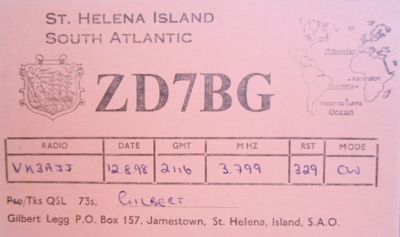 ST. HELENA ISLAND
SOUTH ATLANTIC
Atlantic
Ascension
Ocean
ZD7BG
RADIO DATE GMT MHZ RST MODE
VK3AJJ 12.8.98 2116 3.799 329 CW
Pse/Tks QSL 73s. GILBERT
Gilbert Legg P.O. Box 157, Jamestown, St. Helena, Island, S.A.O.